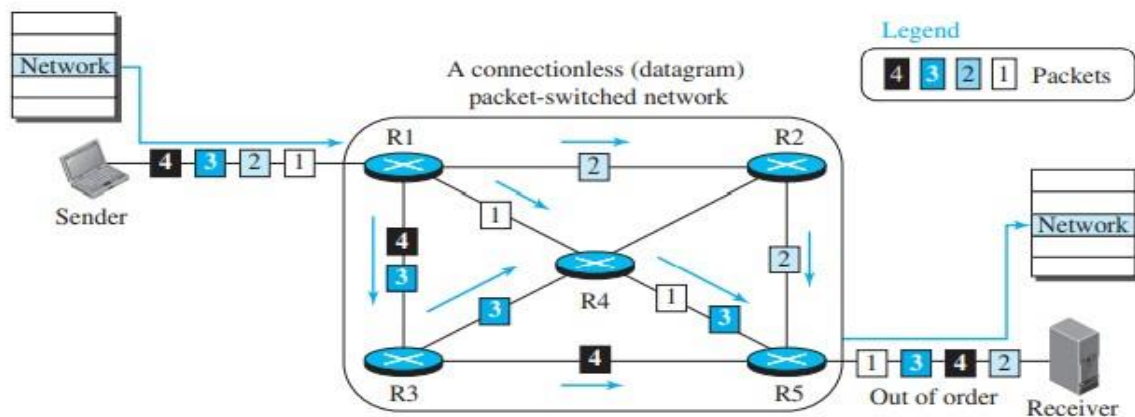 Network
Legend
4 3 2 1 Packets
A connectionless (datagram)
packet-switched network
R1
R2
4 3 2 1
2
Sender
1
Network
4
3
2
R4
1
3
3
4
R3
R5
1 3 4 2
Out of order
Receiver